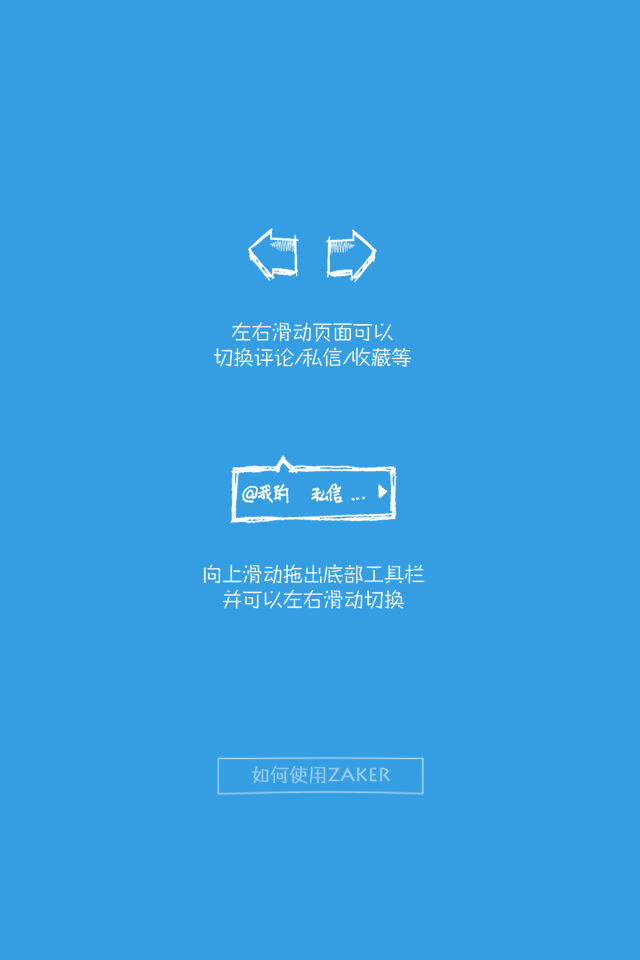 左右滑动页面可以
切换评论/私信/收藏等
@我的 私信 ...
向上滑动拖出底部工具栏
并可以左右滑动切换
如何使用ZAKER